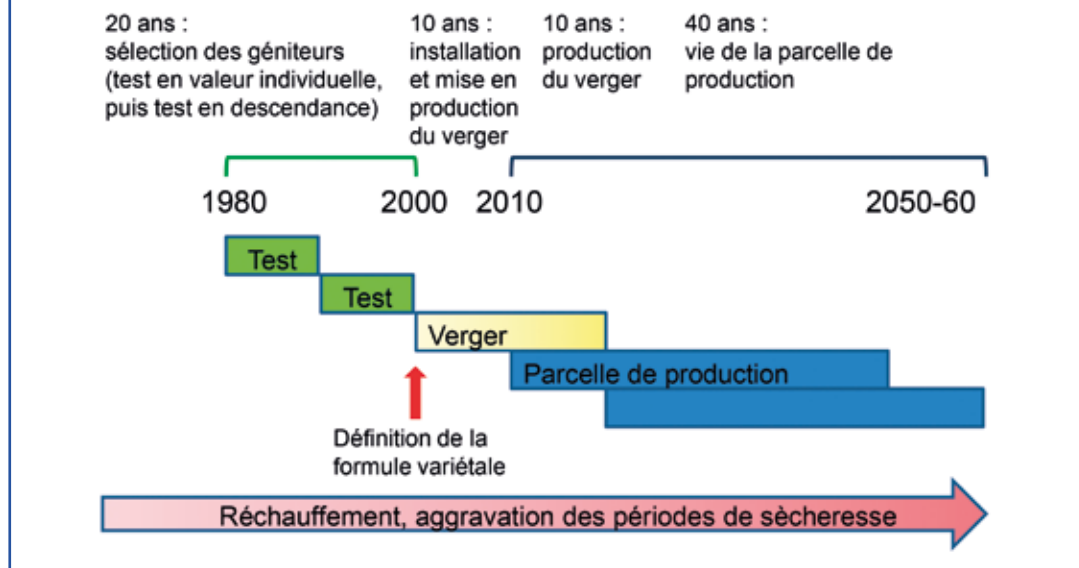 20 ans :
sélection des géniteurs
(test en valeur individuelle,
puis test en descendance)
10 ans :
installation
et mise en
production
du verger
10 ans :
production
du verger
40 ans :
vie de la parcelle de
production
1980
2000
2010
2050-60
Test
Test
Verger
Parcelle de production
Définition de la
formule variétale
Réchauffement, aggravation des périodes de sècheresse